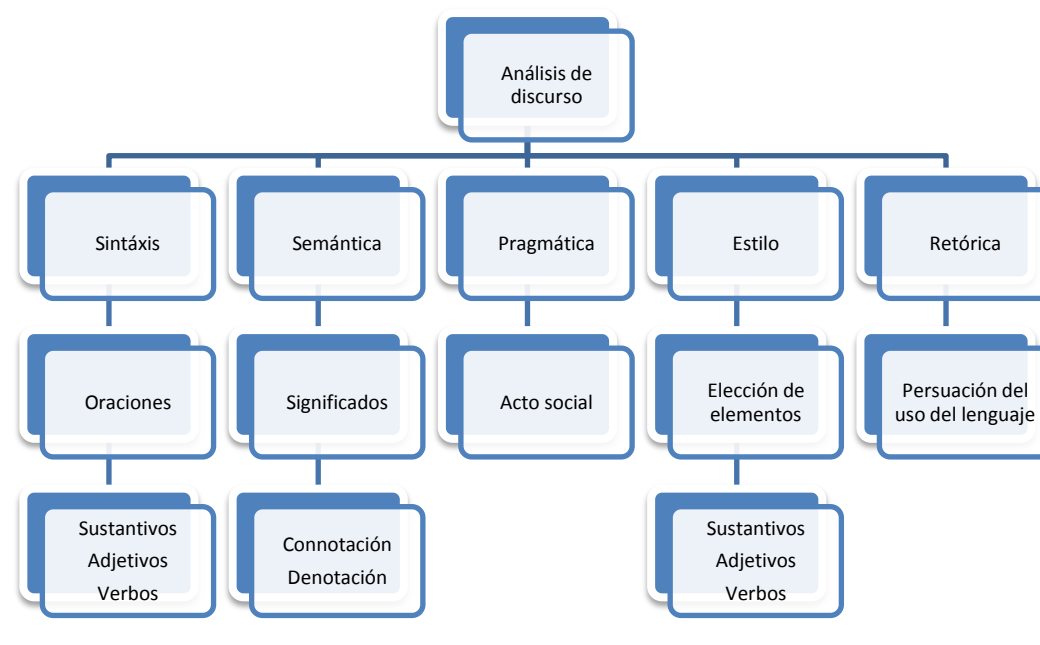 Análisis de
discurso
Sintáxis
Semántica
Pragmática
Estilo
Retórica
Oraciones
Significados
Acto social
Elección de
elementos
Persuación del
uso del lenguaje
Sustantivos
Adjetivos
Verbos
Connotación
Denotación
Sustantivos
Adjetivos
Verbos